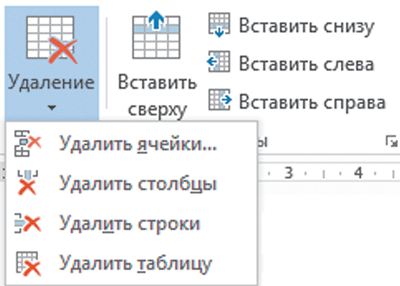 Удаление
Вставить
сверху
Вставить снизу
Вставить слева
Вставить справа
ы
Удалить ячейки...
Удалить столбцы
Удалить строки
Удалить таблицу
3
4